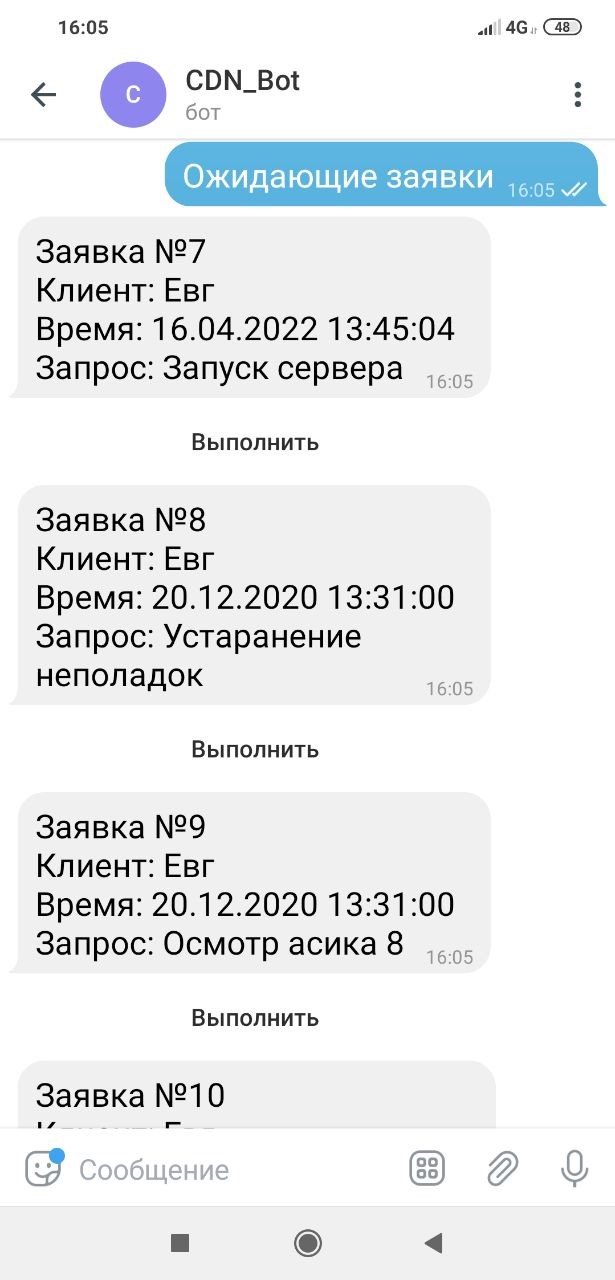 16:05
4G
48
C
CDN_Bot
бот
Ожидающие заявки
16:05
Заявка №7
Клиент: Евг
Время: 16.04.2022 13:45:04
Запрос: Запуск сервера
16:05
Выполнить
Заявка №8
Клиент: Евг
Время: 20.12.2020 13:31:00
Запрос: Устаранение
неполадок
16:05
Выполнить
Заявка №9
Клиент: Евг
Время: 20.12.2020 13:31:00
Запрос: Осмотр асика 8
16:05
Выполнить
Заявка №10
Сообщение